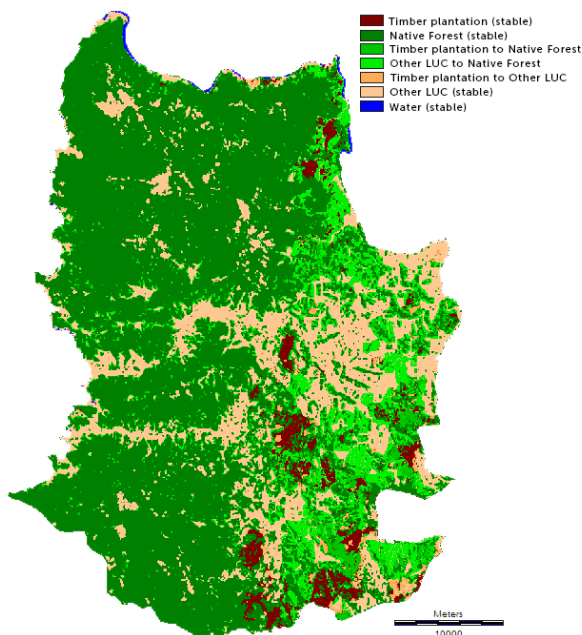 Timber plantation (stable)
Native Forest (stable)
Timber plantation to Native Forest
Other LUC to Native Forest
Timber plantation to Other LUC
Other LUC (stable)
Water (stable)
Meters
10000